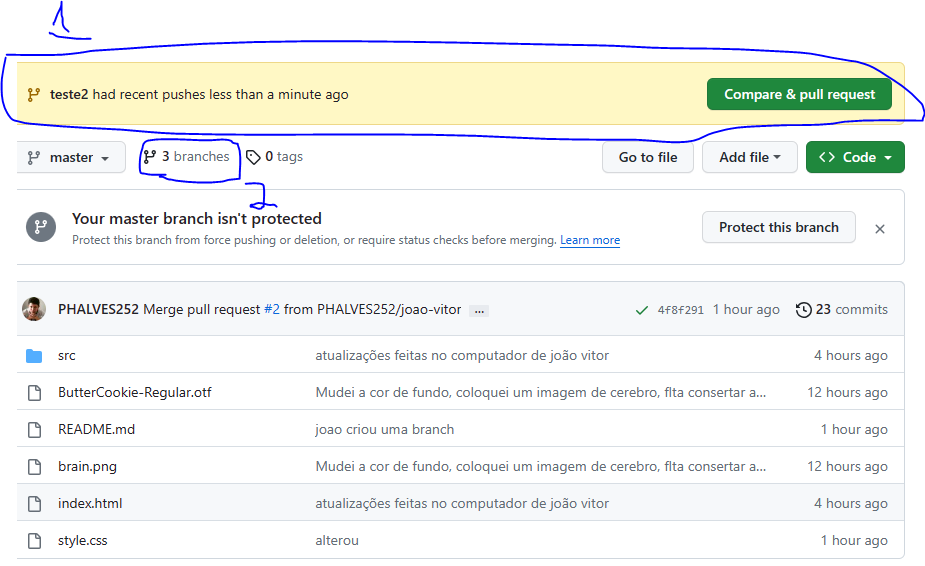 1
teste2 had recent pushes less than a minute ago Compare & pull request
master 3 branches 0 tags Go to file Add file Code
2
Your master branch isn't protected
Protect this branch from force pushing or deletion, or require status checks before merging. Learn more Protect this branch
PHALVES252 Merge pull request #2 from PHALVES252/joao-vitor ... 4f8f291 1 hour ago 23 commits
src atualizações feitas no computador de joão vitor 4 hours ago
ButterCookie-Regular.otf Mudei a cor de fundo, coloquei um imagem de cerebro, flta consertar a... 12 hours ago
README.md joao criou uma branch 1 hour ago
brain.png Mudei a cor de fundo, coloquei um imagem de cerebro, flta consertar a... 12 hours ago
index.html atualizações feitas no computador de joão vitor 4 hours ago
style.css alterou 1 hour ago